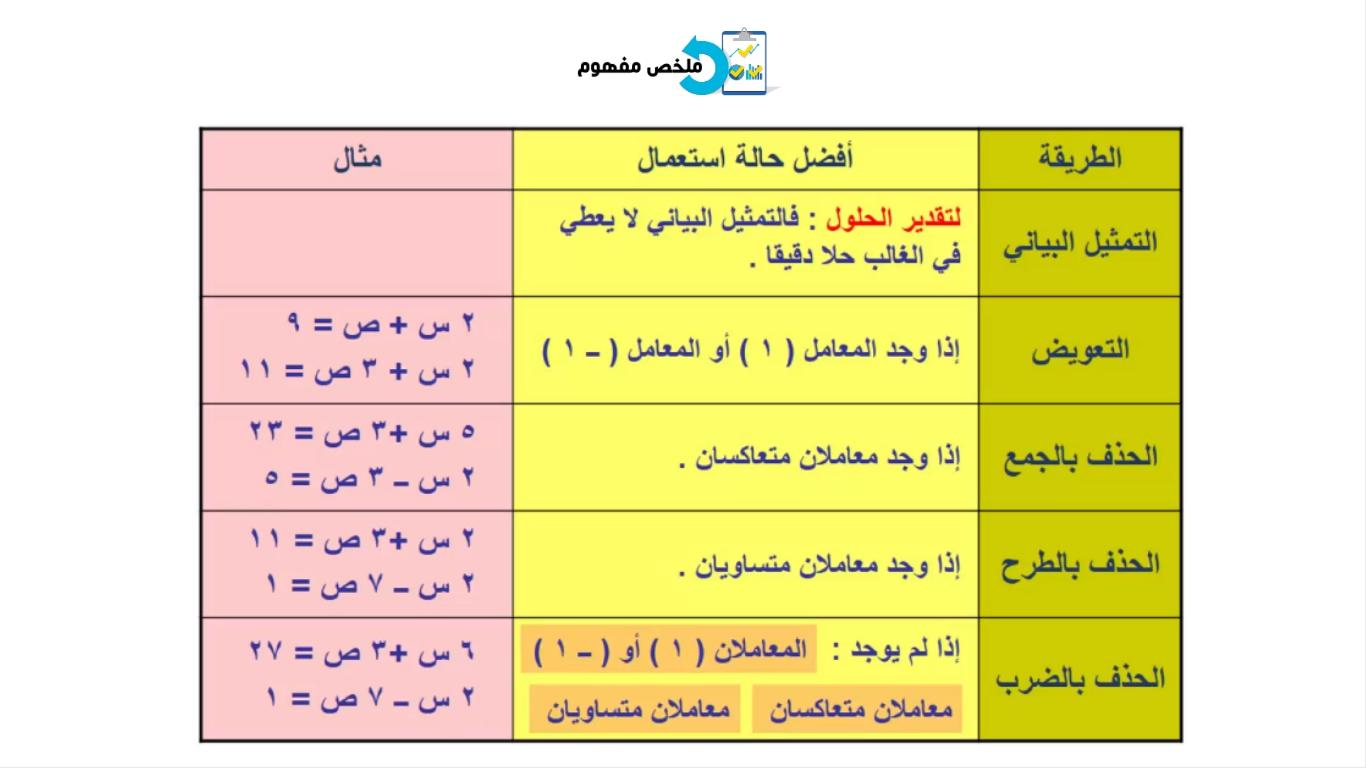 ملخص مفهوم
الطريقة
أفضل حالة استعمال
مثال
التمثيل البياني
لتقدير الحلول : فالتمثيل البياني لا يعطي
في الغالب حلا دقيقا .
التعويض
إذا وجد المعامل ( ١ ) أو المعامل ( – ١ )
٢ س + ص = ٩
٢ س + ٣ ص = ١١
الحذف بالجمع
إذا وجد معاملان متعاكسان .
٥ س +٣ ص = ٢٣
٢ س – ٣ ص = ٥
الحذف بالطرح
إذا وجد معاملان متساويان .
٢ س +٣ ص = ١١
٢ س – ٧ ص = ١
الحذف بالضرب
إذا لم يوجد : المعاملان ( ١ ) أو ( – ١ )
معاملان متعاكسان معاملان متساويان
٦ س +٣ ص = ٢٧
٢ س – ٧ ص = ١